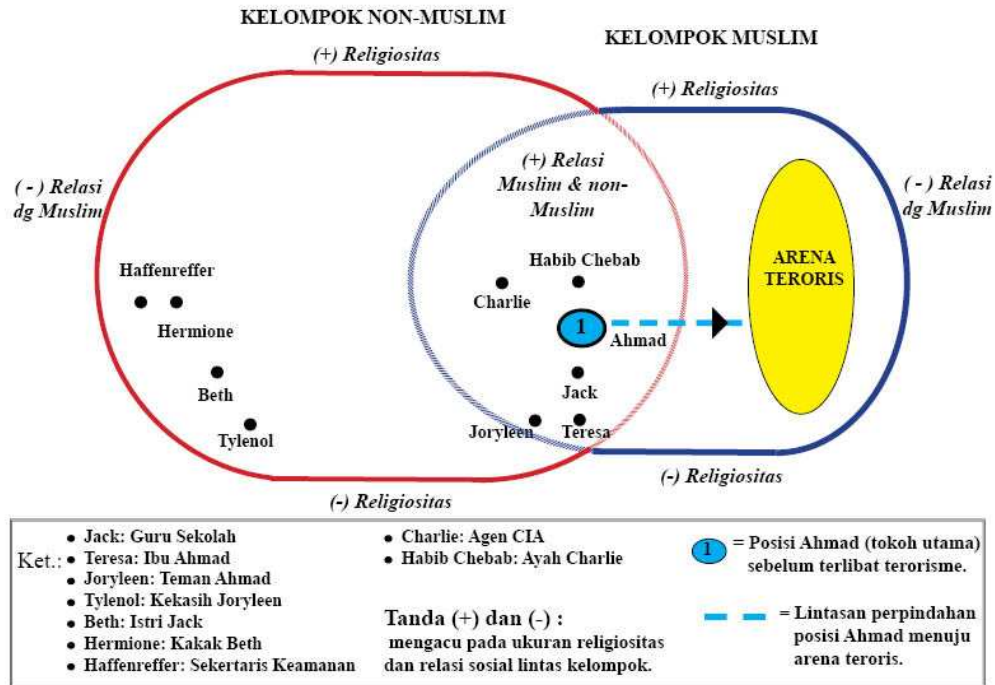 KELOMPOK NON-MUSLIM
KELOMPOK MUSLIM
(+) Religiositas
(+) Religiositas
(+) Relasi
Muslim & non-
Muslim
( - ) Relasi
dg Muslim
( - ) Relasi
dg Muslim
Haffenreffer
Hermione
Beth
Tylenol
Habib Chebab
Charlie
1
Ahmad
Jack
Joryleen
Teresa
ARENA
TERORIS
(-) Religiositas
(-) Religiositas
Ket.:
Jack: Guru Sekolah
Teresa: Ibu Ahmad
Joryleen: Teman Ahmad
Tylenol: Kekasih Joryleen
Beth: Istri Jack
Hermione: Kakak Beth
Haffenreffer: Sekertaris Keamanan
Charlie: Agen CIA
Habib Chebab: Ayah Charlie
Tanda (+) dan (-) :
mengacu pada ukuran religiositas
dan relasi sosial lintas kelompok.
1 = Posisi Ahmad (tokoh utama)
sebelum terlibat terorisme.
= Lintasan perpindahan
posisi Ahmad menuju
arena teroris.